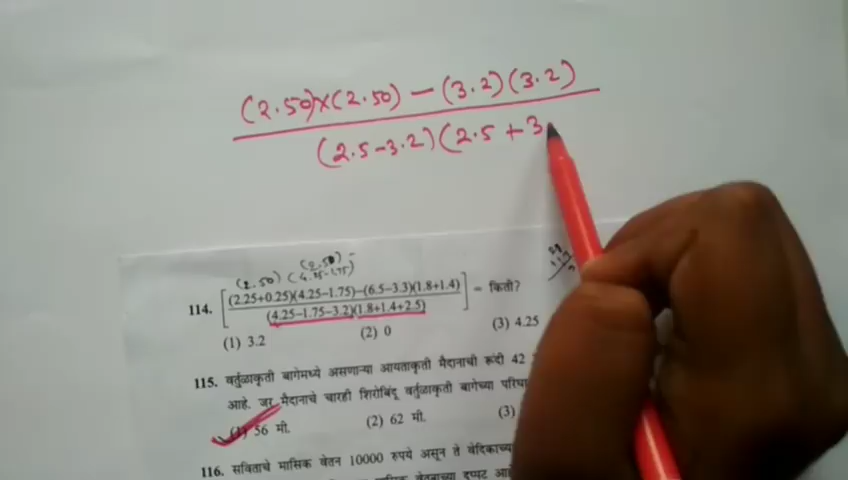 (2.50)×(2.50) – (3.2)(3.2)
(2.5-3.2)(2.5 + 3
(2.50) (2.50)
(4.25-1.75)
114. [(2.25+0.25)(4.25–1.75)–(6.5–3.3)(1.8+1.4)
(4.25–1.75–3.2)(1.8+1.4+2.5)] = किती?
(1) 3.2 (2) 0 (3) 4.25
115. वर्तुळाकृती बागेमध्ये असणाऱ्या आयताकृती मैदानाची रूंदी 42
आहे. जर मैदानाचे चारही शिरोबिंदू वर्तुळाकृती बागेच्या
(1) 56 मी. (2) 62 मी. (3)
116. सविताचे मासिक वेतन 10000 रुपये असून ते वेदिकाच्या